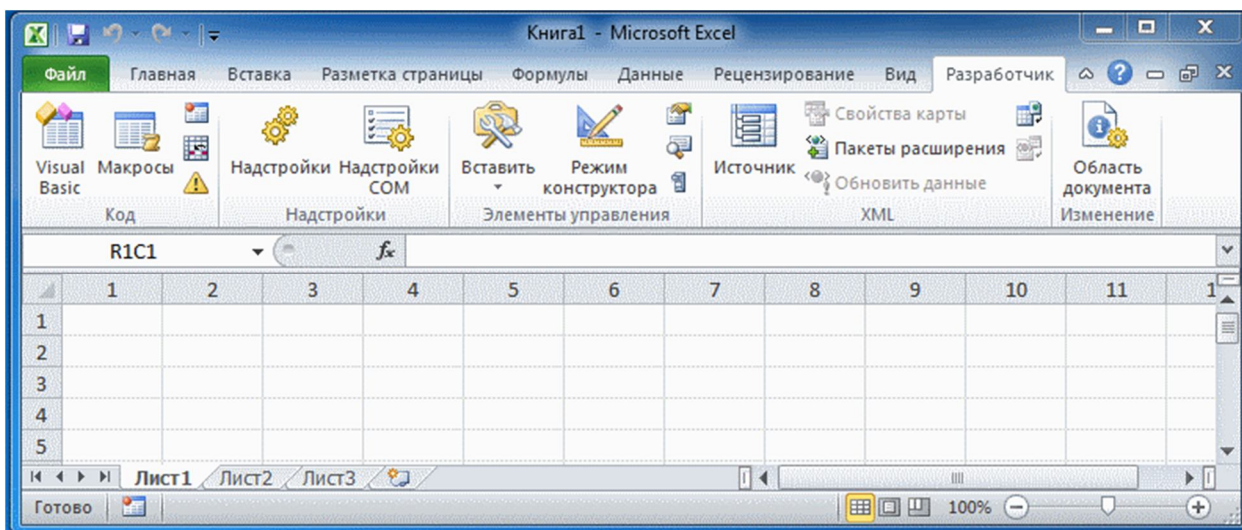 Книга1 - Microsoft Excel
Файл Главная Вставка Разметка страницы Формулы Данные Рецензирование Вид Разработчик
Visual Basic
Макросы
Код
Надстройки
Надстройки COM
Надстройки
Вставить
Режим конструктора
Элементы управления
Источник
Свойства карты
Пакеты расширения
Обновить данные
XML
Область документа
Изменение
R1C1 fx
1 2 3 4 5 6 7 8 9 10 11 1
1
2
3
4
5
Лист1 Лист2 Лист3
Готово 100%